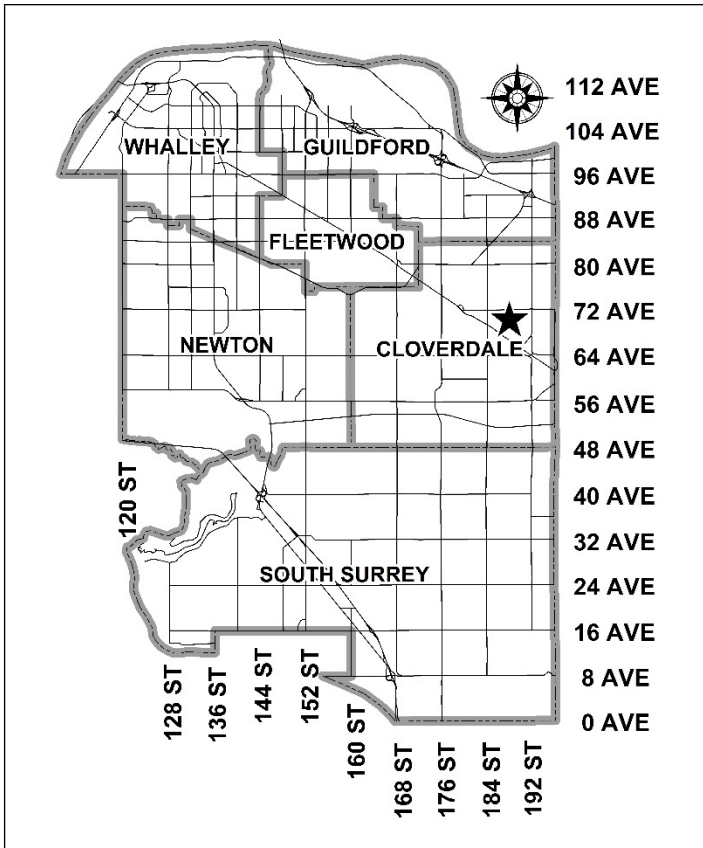 112 AVE
104 AVE
WHALLEY
GUILDFORD
96 AVE
88 AVE
FLEETWOOD
80 AVE
72 AVE
NEWTON
CLOVERDALE
64 AVE
56 AVE
48 AVE
120 ST
40 AVE
32 AVE
SOUTH SURREY
24 AVE
16 AVE
8 AVE
0 AVE
128 ST
136 ST
144 ST
152 ST
160 ST
168 ST
176 ST
184 ST
192 ST